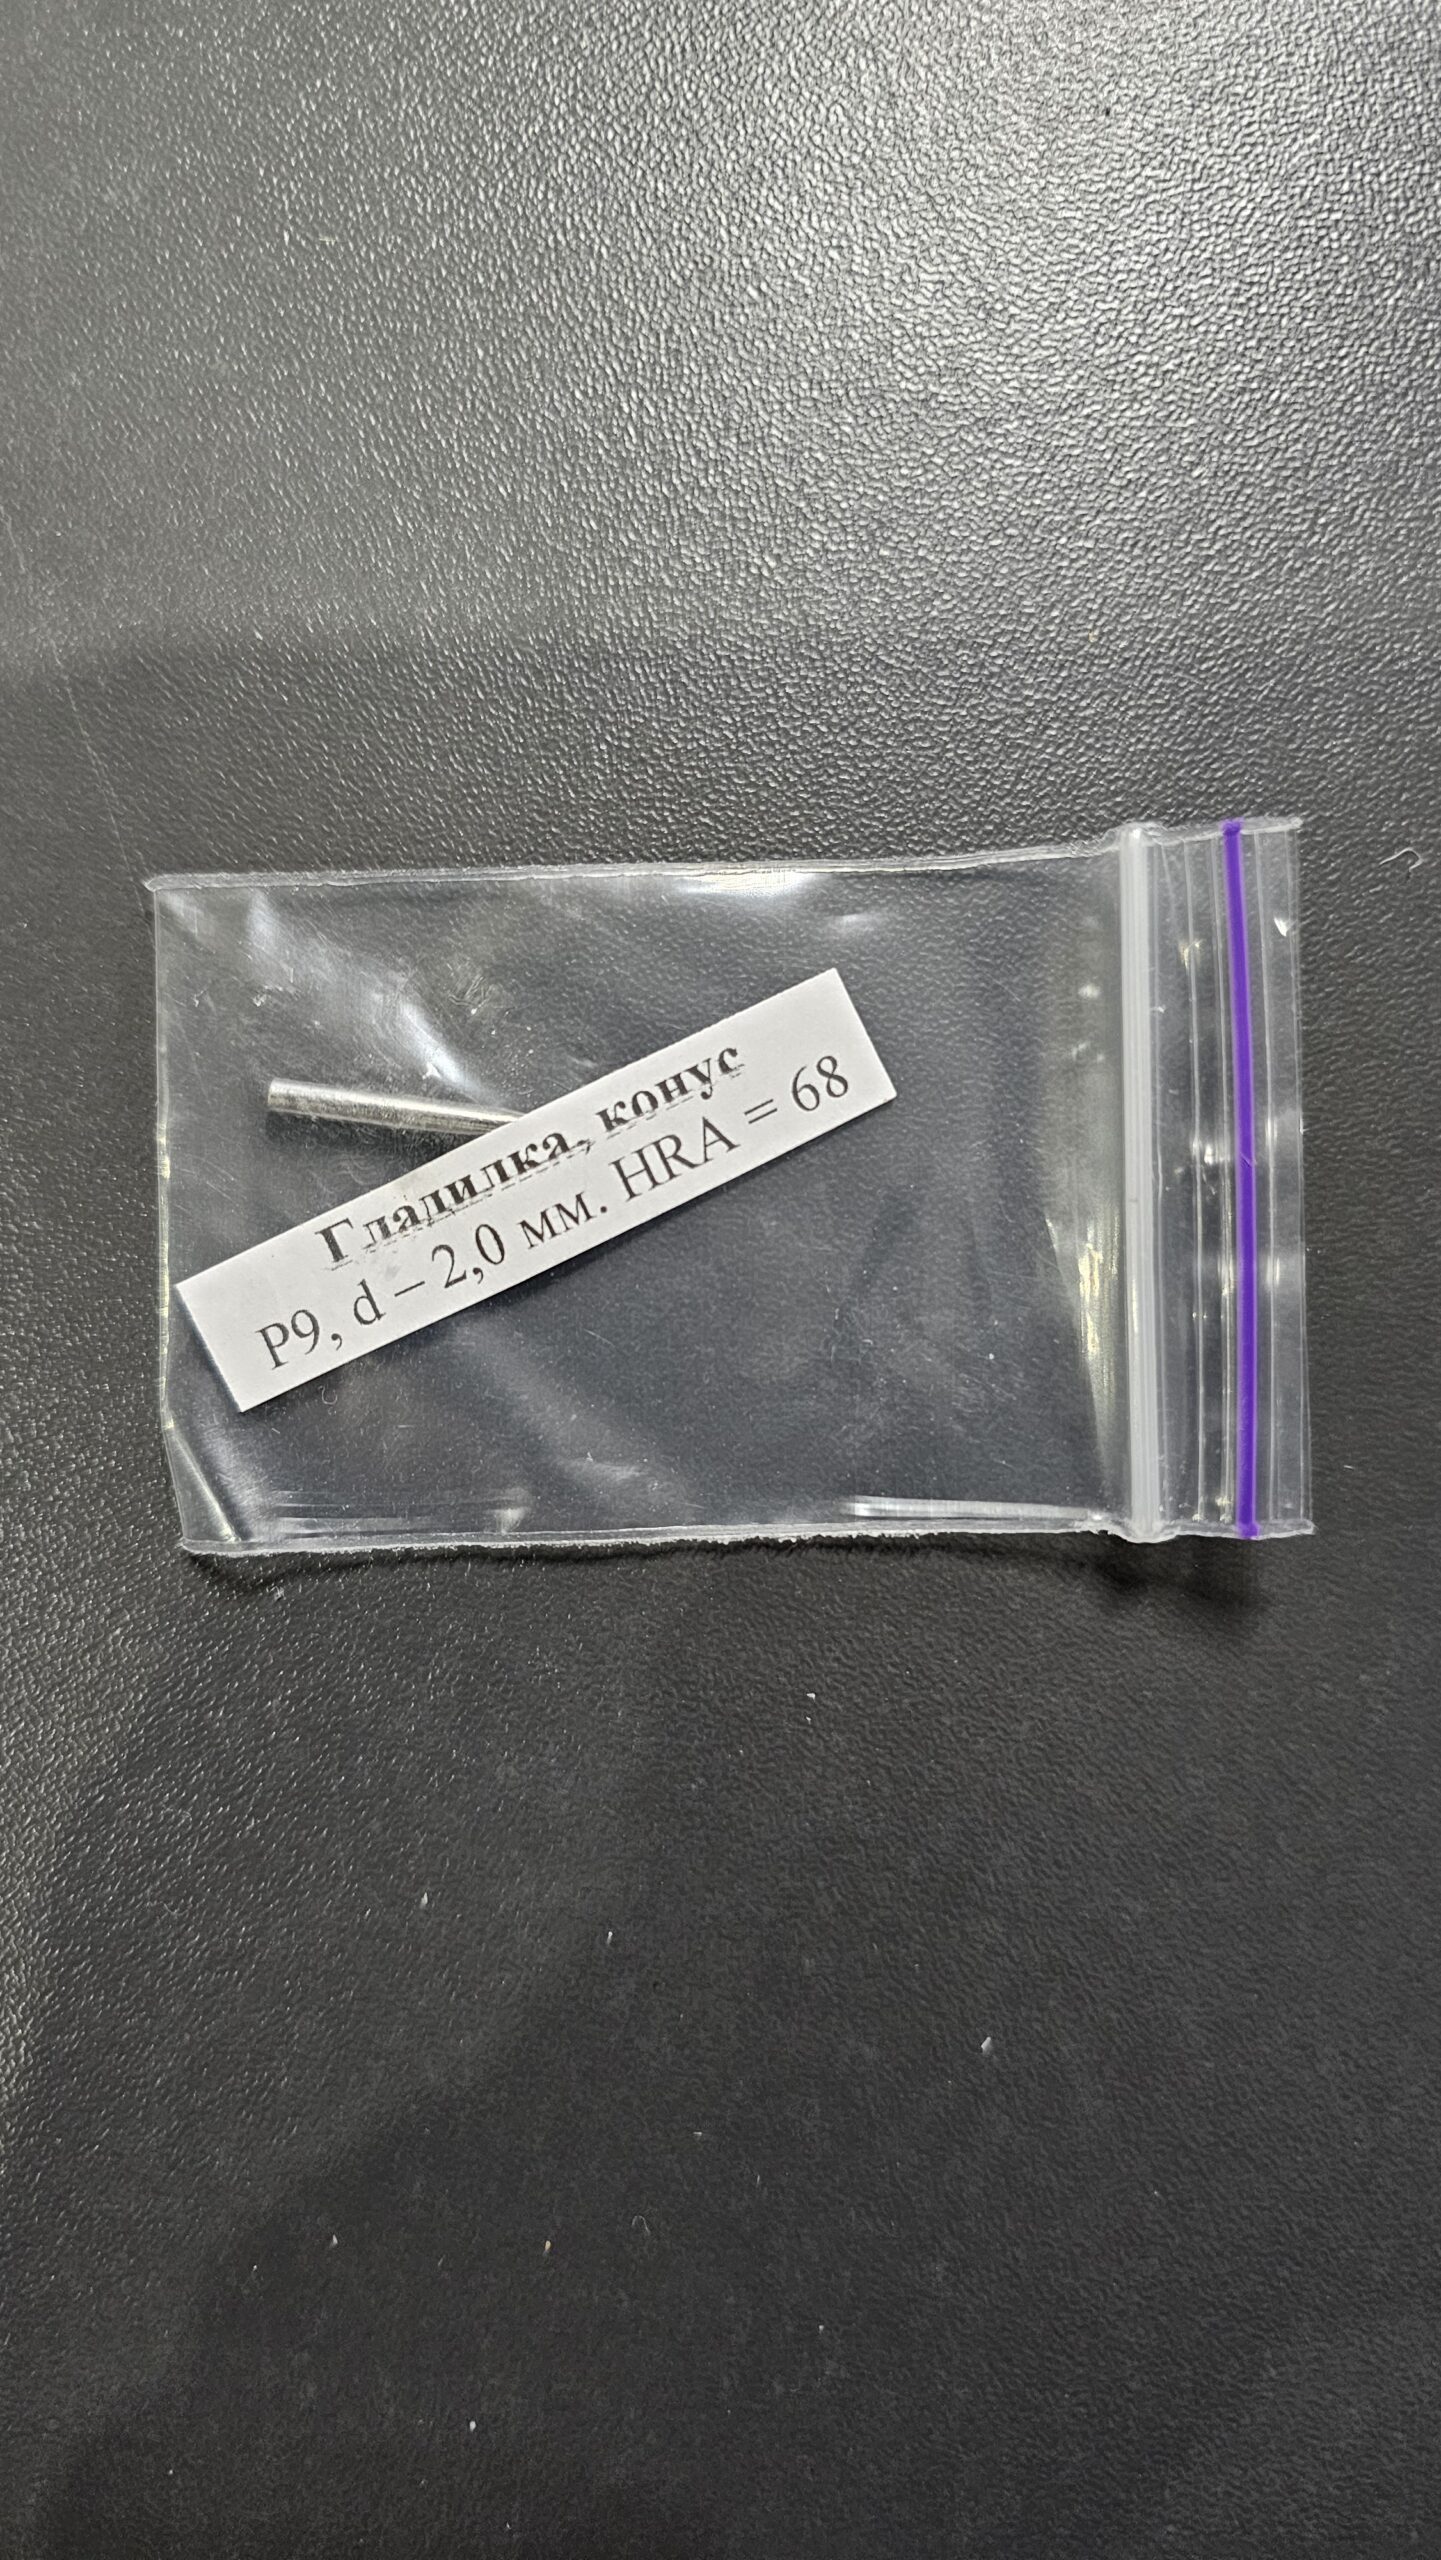 Гладилка, конус
Р9, d – 2,0 мм. HRA = 68